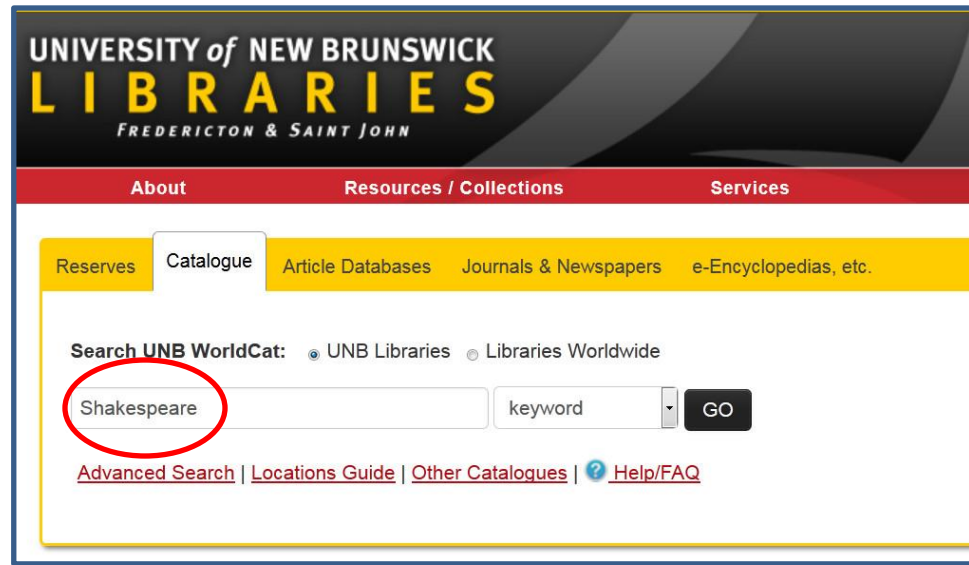 UNIVERSITY of NEW BRUNSWICK
LIBRARIES
FREDERICTON & SAINT JOHN
About Resources / Collections Services
Reserves Catalogue Article Databases Journals & Newspapers e-Encyclopedias, etc.
Search UNB WorldCat: UNB Libraries Libraries Worldwide
Shakespeare keyword GO
Advanced Search | Locations Guide | Other Catalogues | ? Help/FAQ